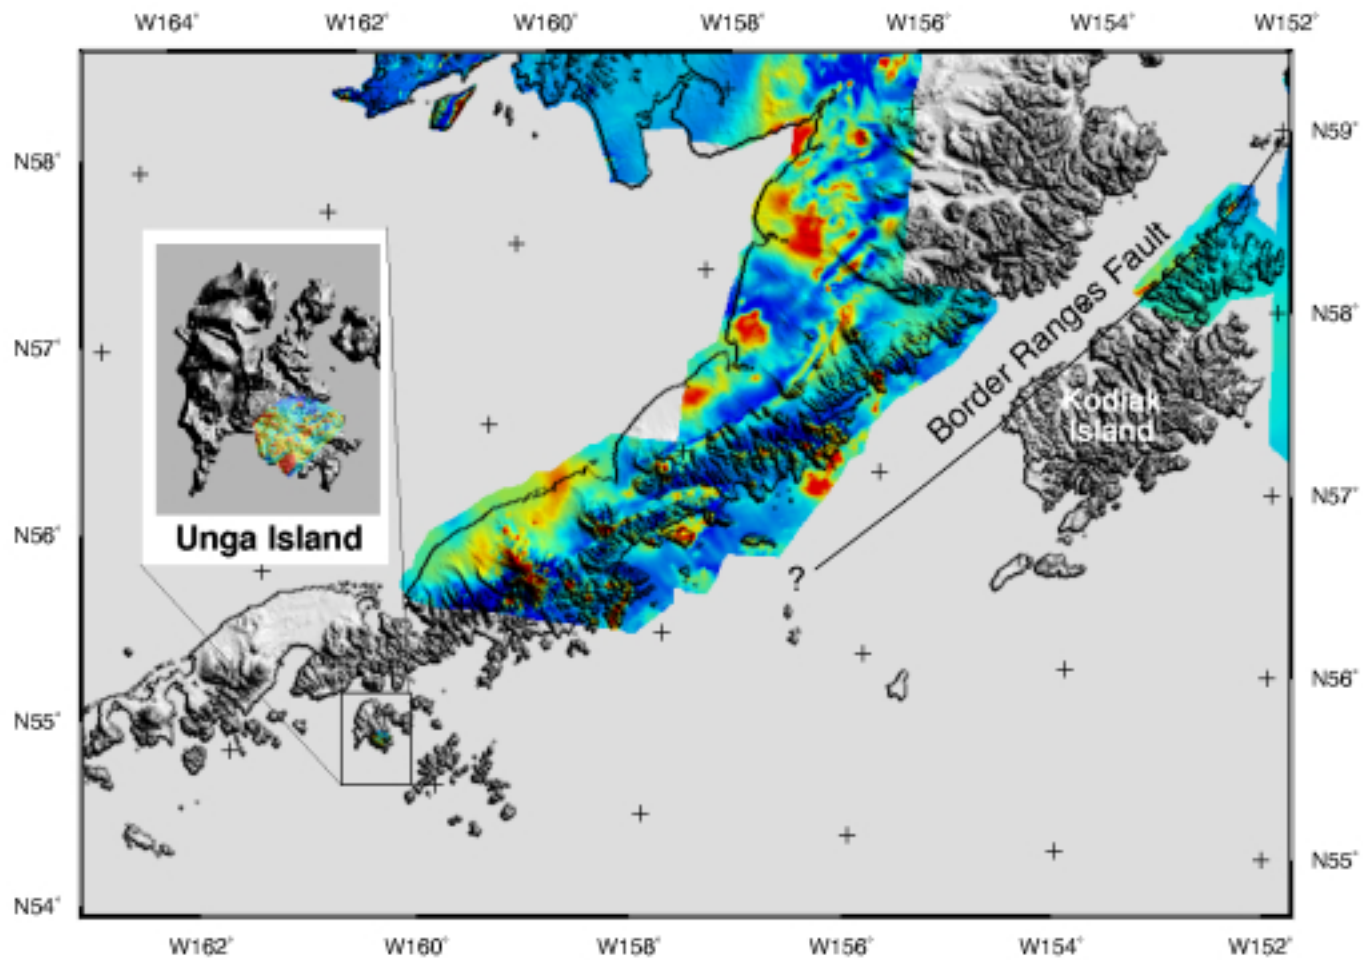 W164° W162° W160° W158° W156° W154° W152°
N59°
N58°
Border Ranges Fault
N58°
N57°
Kodiak
Island
N57°
Unga Island
N56°
?
N56°
N55°
N55°
N54°
W162° W160° W158° W156° W154° W152°